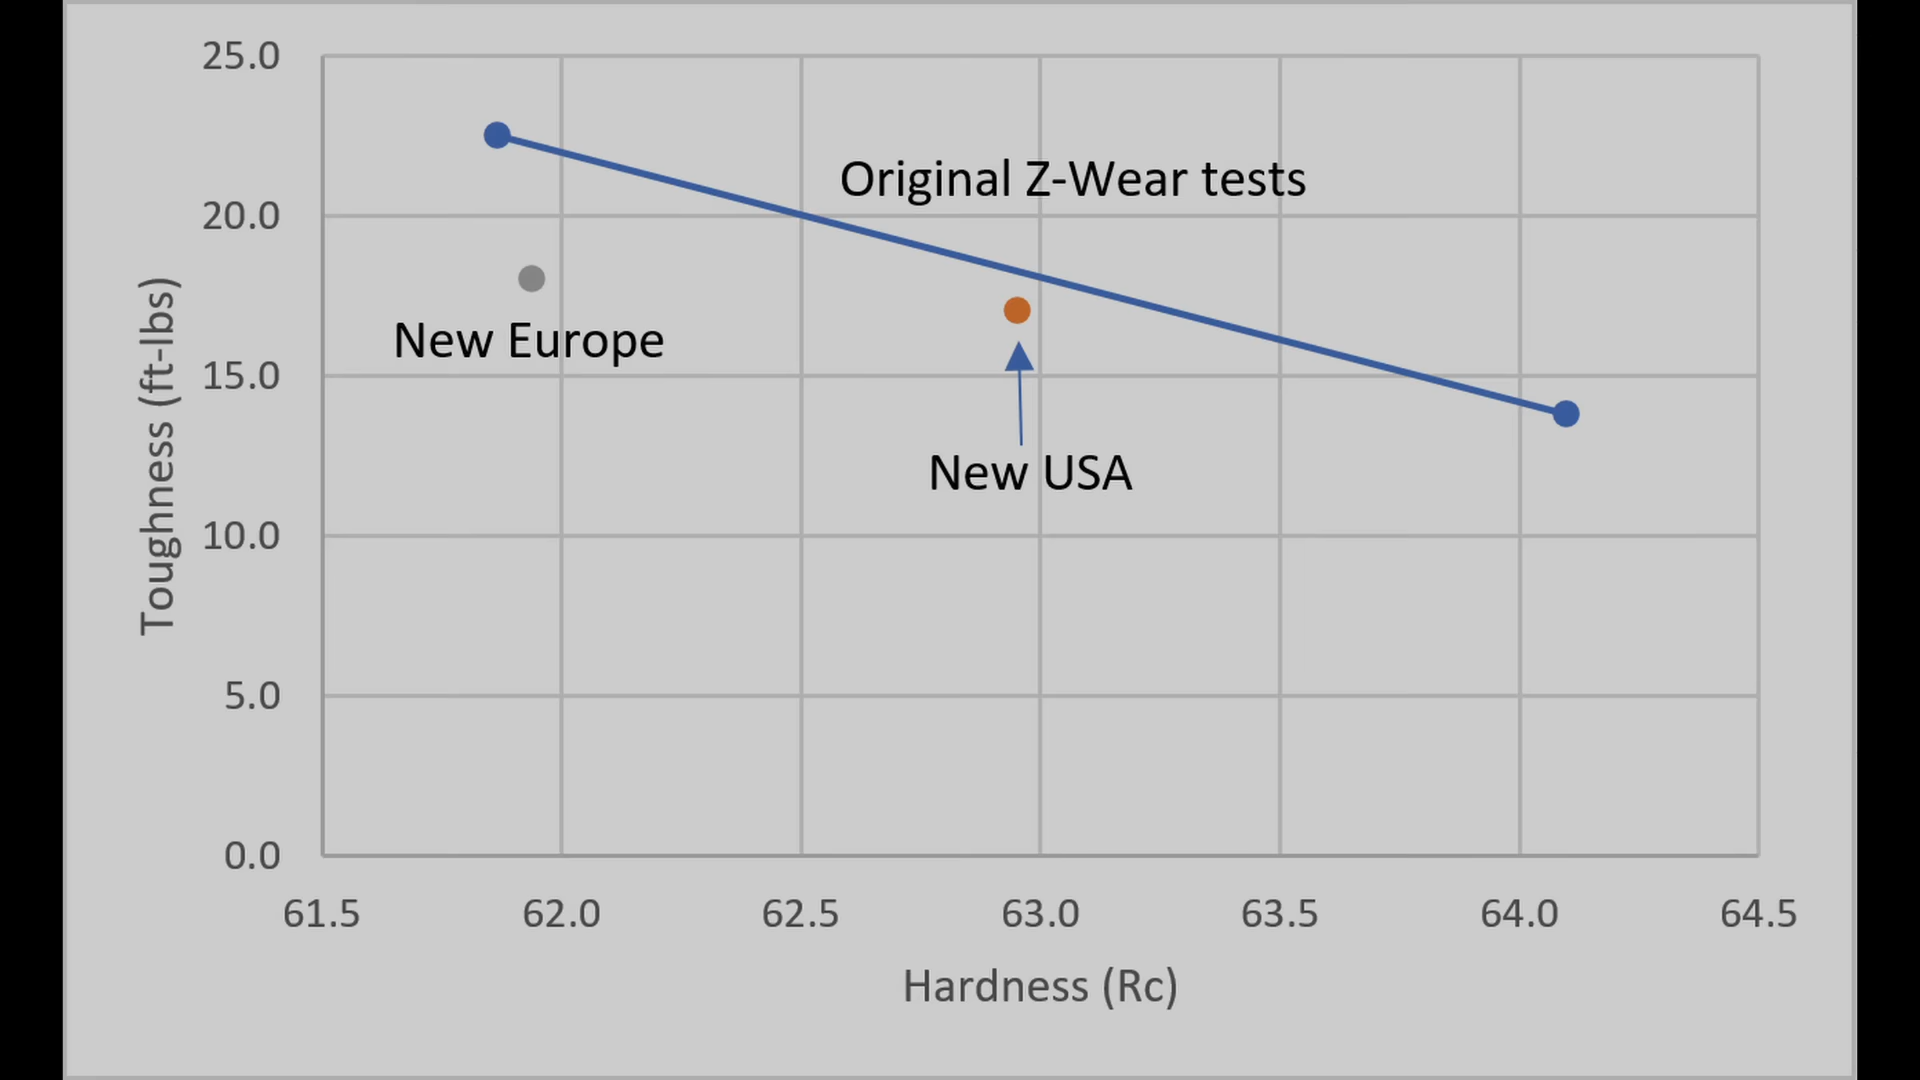 25.0
20.0
15.0
10.0
5.0
0.0
Toughness (ft-lbs)
Original Z-Wear tests
New Europe
New USA
61.5 62.0 62.5 63.0 63.5 64.0 64.5
Hardness (Rc)